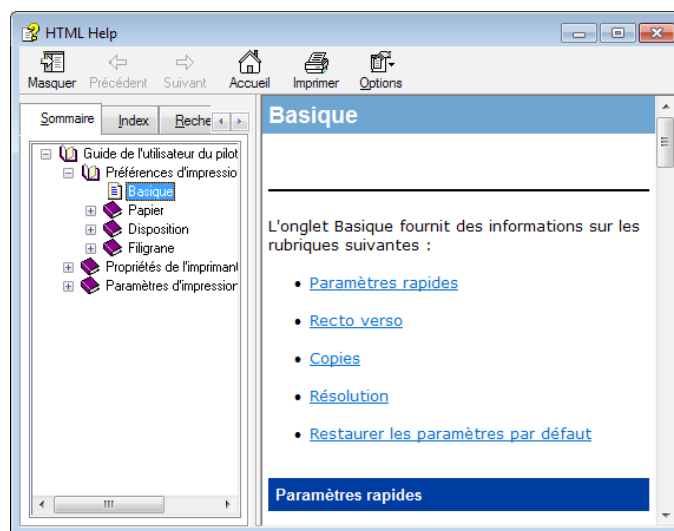 HTML Help
Masquer Précédent Suivant Accueil Imprimer Options
Sommaire Index Reche
Guide de l'utilisateur du pilot
Préférences d'impressio
Basique
Papier
Disposition
Filigrane
Propriétés de l'imprimant
Paramètres d'impression
Basique
L'onglet Basique fournit des informations sur les
rubriques suivantes :
• Paramètres rapides
• Recto verso
• Copies
• Résolution
• Restaurer les paramètres par défaut
Paramètres rapides